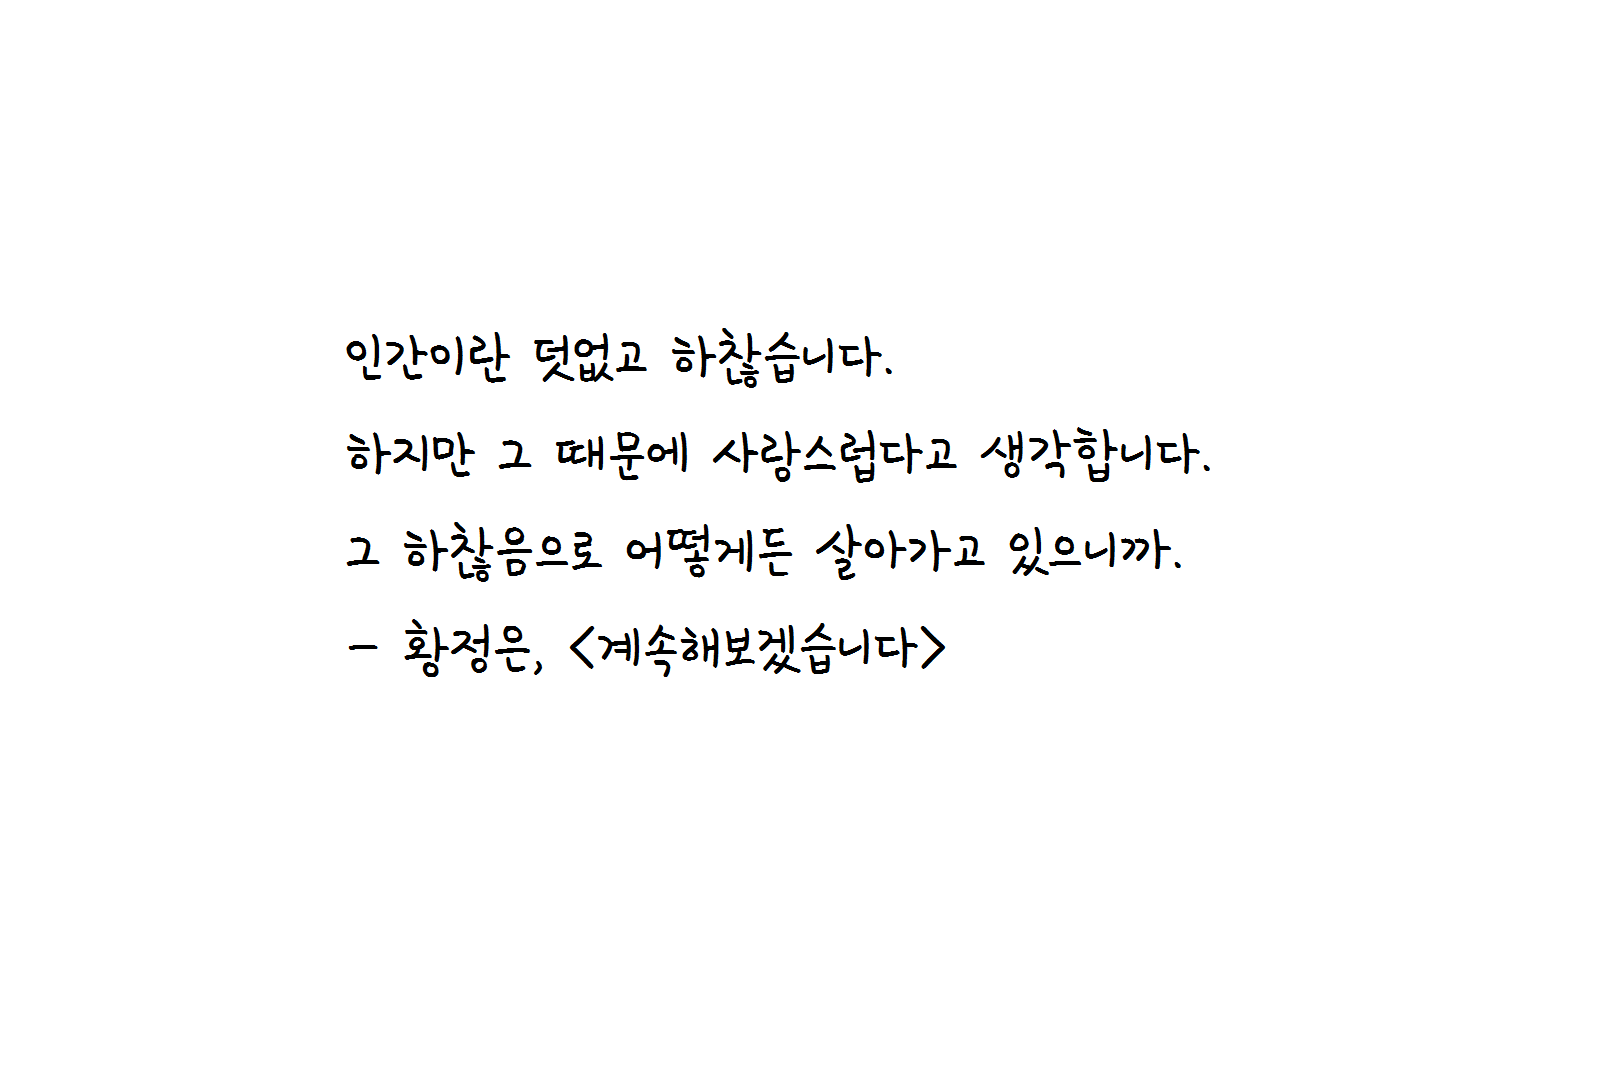 인간이란 덧없고 하찮습니다.
하지만 그 때문에 사랑스럽다고 생각합니다.
그 하찮음으로 어떻게든 살아가고 있으니까.
- 황정은, <계속해보겠습니다>